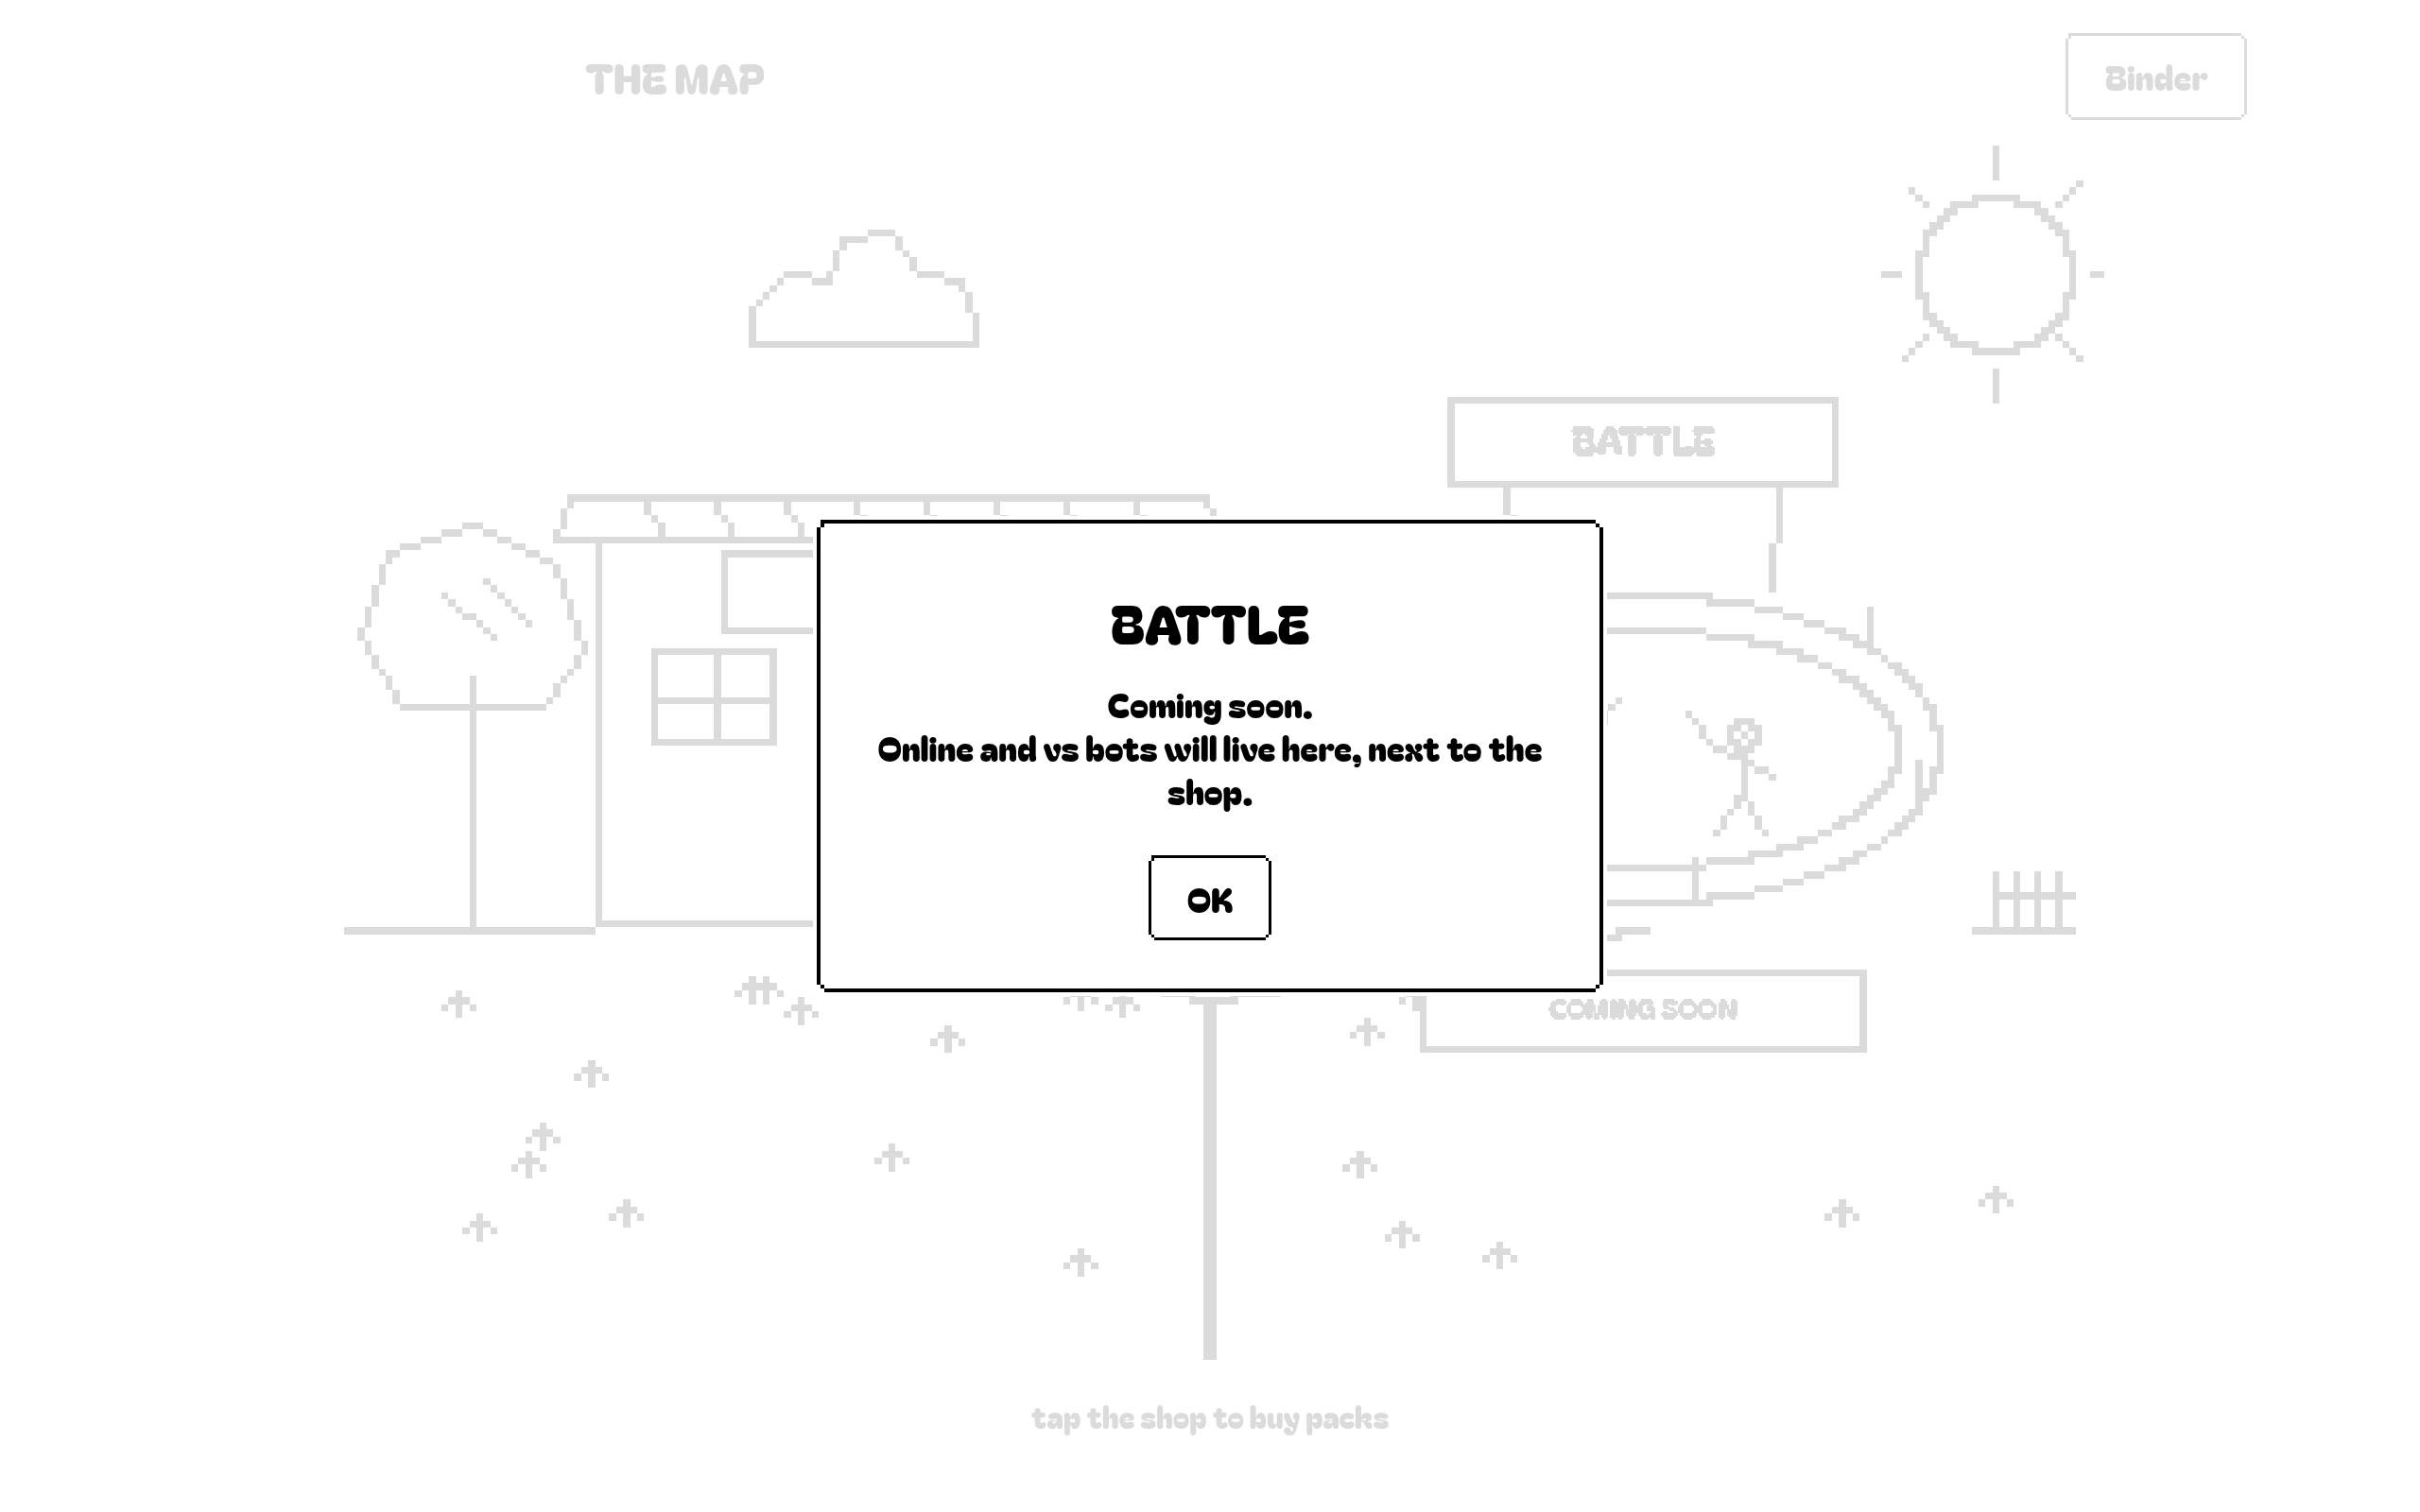 THE MAP
Binder
BATTLE
BATTLE
Coming soon.
Online and vs bots will live here, next to the
shop.
OK
COMING SOON
tap the shop to buy packs